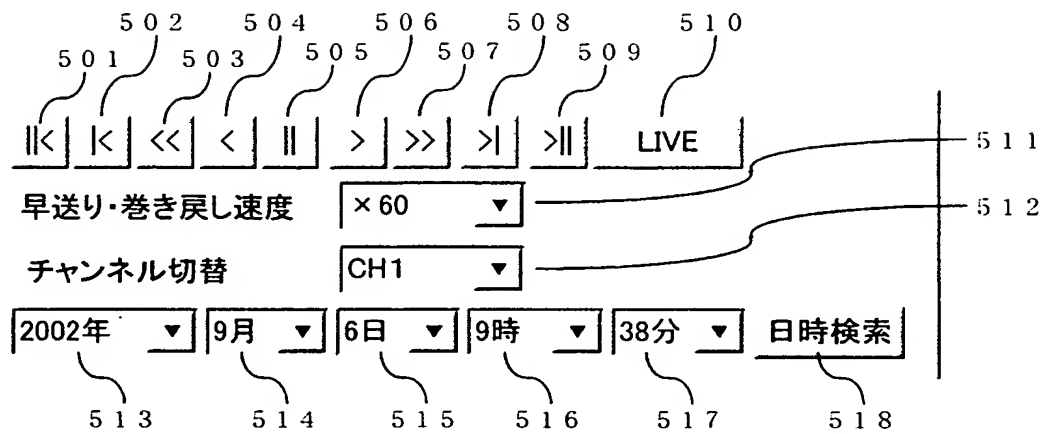 502 504 506 508 510
501 503 505 507 509
||< |< << < || > >> >| >|| LIVE
511
早送り・巻き戻し速度 ×60 ▼
512
チャンネル切替 CH1 ▼
2002年 ▼ 9月 ▼ 6日 ▼ 9時 ▼ 38分 ▼ 日時検索
513 514 515 516 517 518